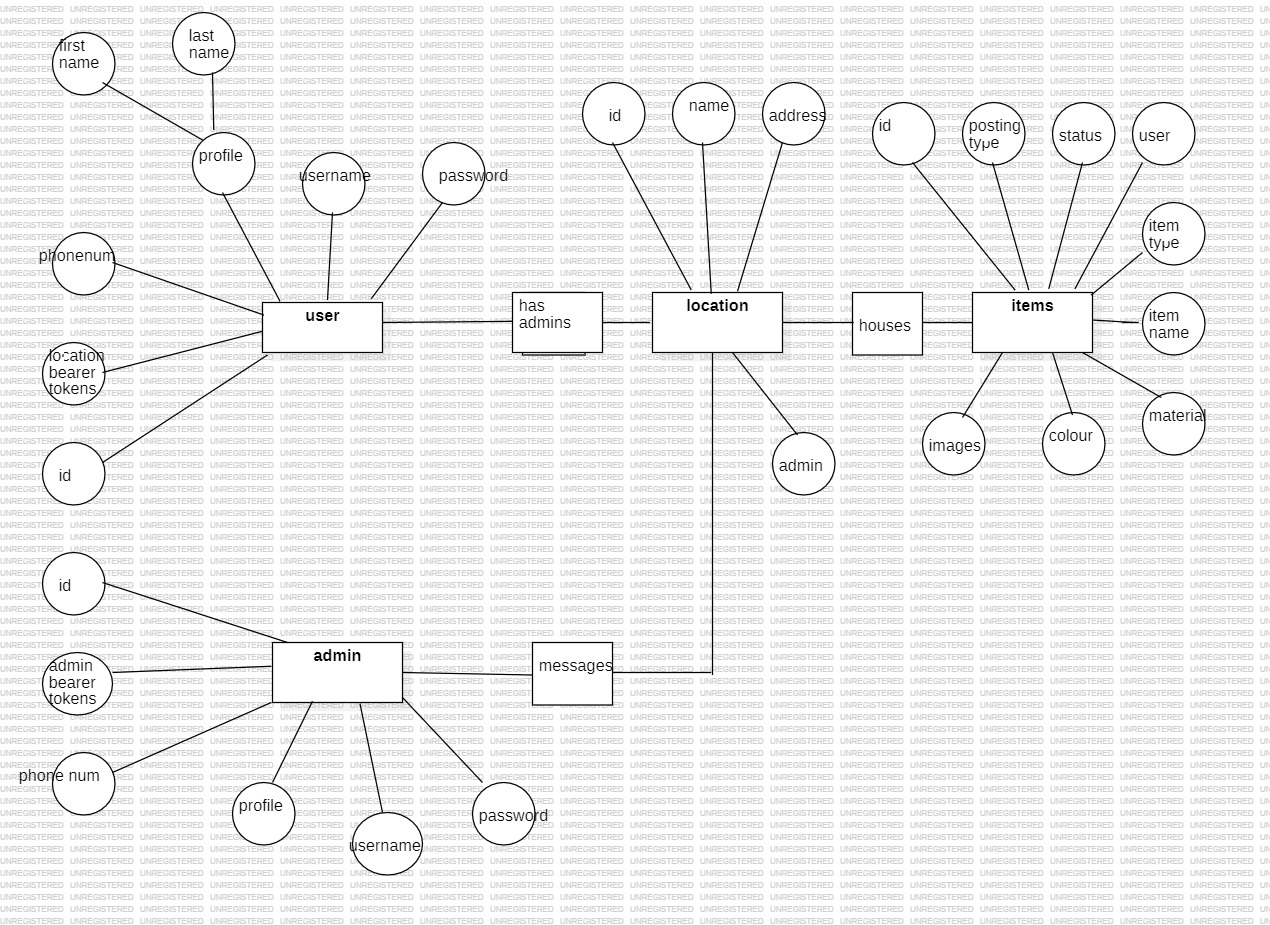 first
name
last
name
profile
username
password
phonenum
location
bearer
tokens
id
user
has
admins
id
name
address
location
admin
houses
id
posting
type
status
user
item
type
item
name
material
colour
images
items
id
admin
bearer
tokens
phone num
profile
username
password
admin
messages
UNREGISTERED